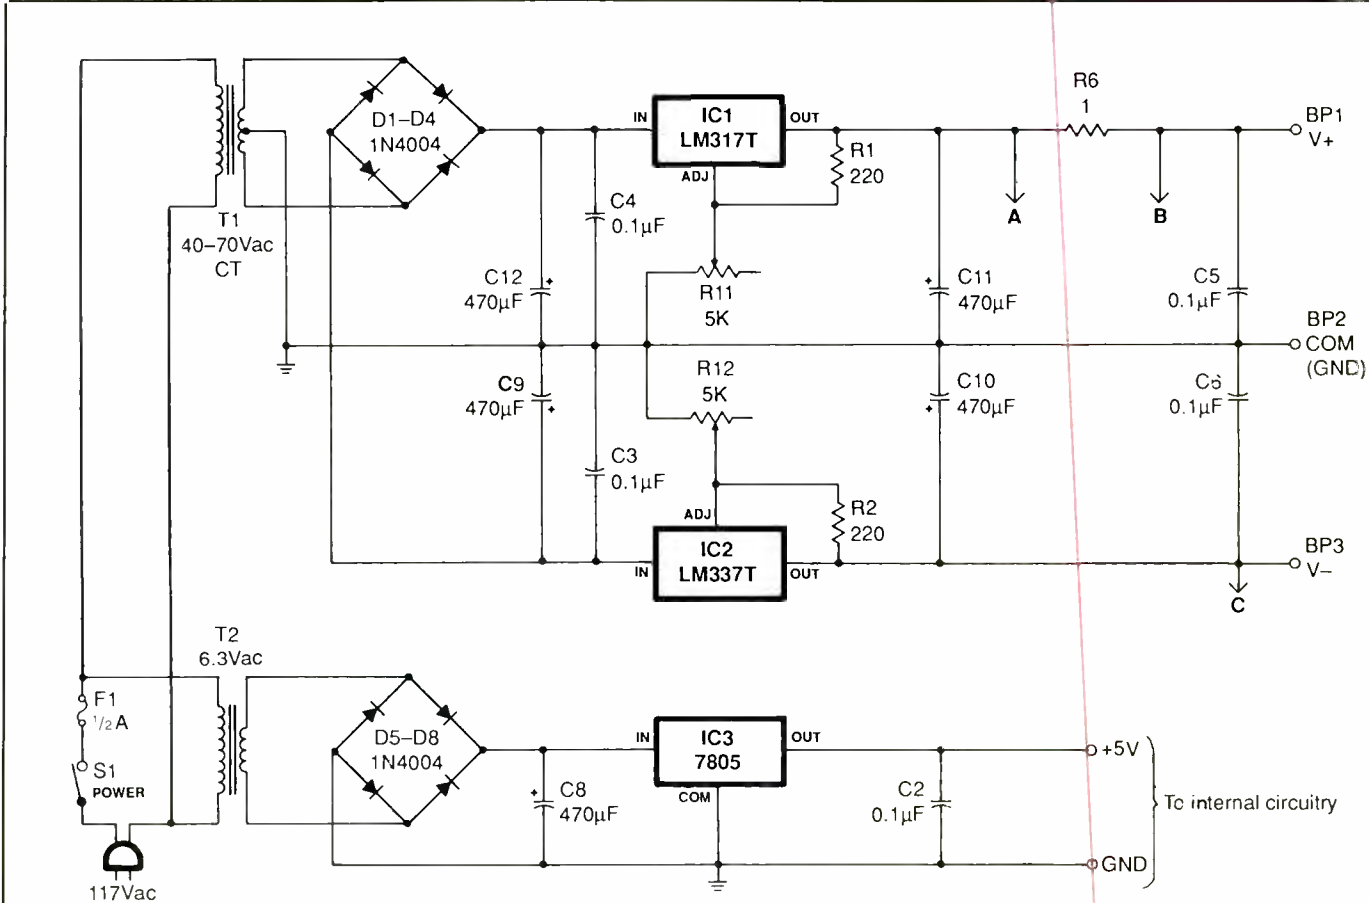 R6
1
BP1
V+
IN
IC1
LM317T
OUT
ADJ
D1–D4
1N4004
R1
220
A
B
T1
40–70Vac
CT
C4
0.1µF
C12
470µF
+
R11
5K
+
C11
470µF
C5
0.1µF
BP2
COM
(GND)
R12
5K
C9
470µF
+
C10
470µF
+
C6
0.1µF
C3
0.1µF
ADJ
R2
220
IN
IC2
LM337T
OUT
BP3
V–
C
T2
6.3Vac
F1
1/2 A
S1
POWER
117Vac
D5–D8
1N4004
IN
IC3
7805
OUT
COM
+
C8
470µF
C2
0.1µF
+5V
GND
To internal circuitry